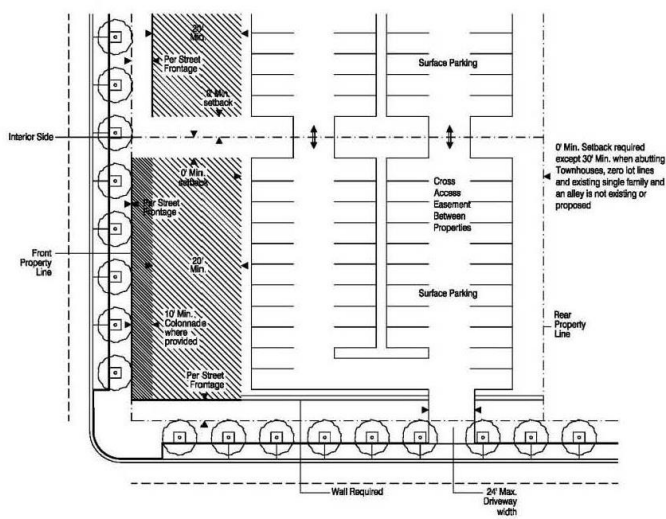 20'
Min.
Per Street
Frontage
Surface Parking
0' Min.
setback
Interior Side
0' Min. Setback required
except 30' Min. when abutting
Townhouses, zero lot lines
and existing single family and
an alley is not existing or
proposed
0' Min.
setback
Cross
Access
Easement
Between
Properties
Per Street
Frontage
Front
Property
Line
20'
Min.
Surface Parking
10' Min.
Colonnade
where
provided
Rear
Property
Line
Per Street
Frontage
Wall Required
24' Max.
Driveway
width